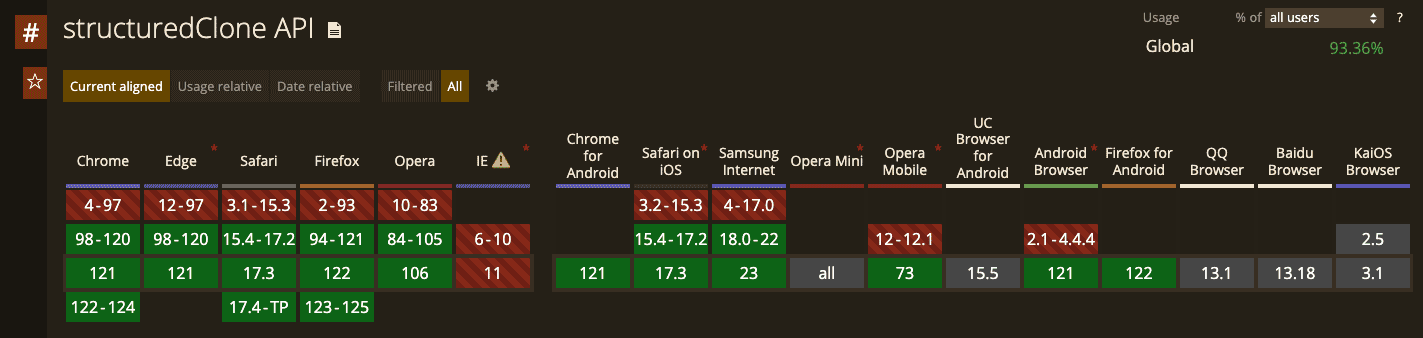 #
structuredClone API
Usage % of all users ?
Global 93.36%
Current aligned Usage relative Date relative Filtered All
Chrome Edge * Safari Firefox Opera IE *
Chrome for Android Safari on iOS * Samsung Internet Opera Mini * Opera Mobile * UC Browser for Android Android Browser * Firefox for Android QQ Browser Baidu Browser KaiOS Browser
4-97 12-97 3.1-15.3 2-93 10-83 3.2-15.3 4-17.0
98-120 98-120 15.4-17.2 94-121 84-105 6-10 15.4-17.2 18.0-22 12-12.1 2.1-4.4.4 2.5
121 121 17.3 122 106 11 121 17.3 23 all 73 15.5 121 122 13.1 13.18 3.1
122-124 17.4-TP 123-125